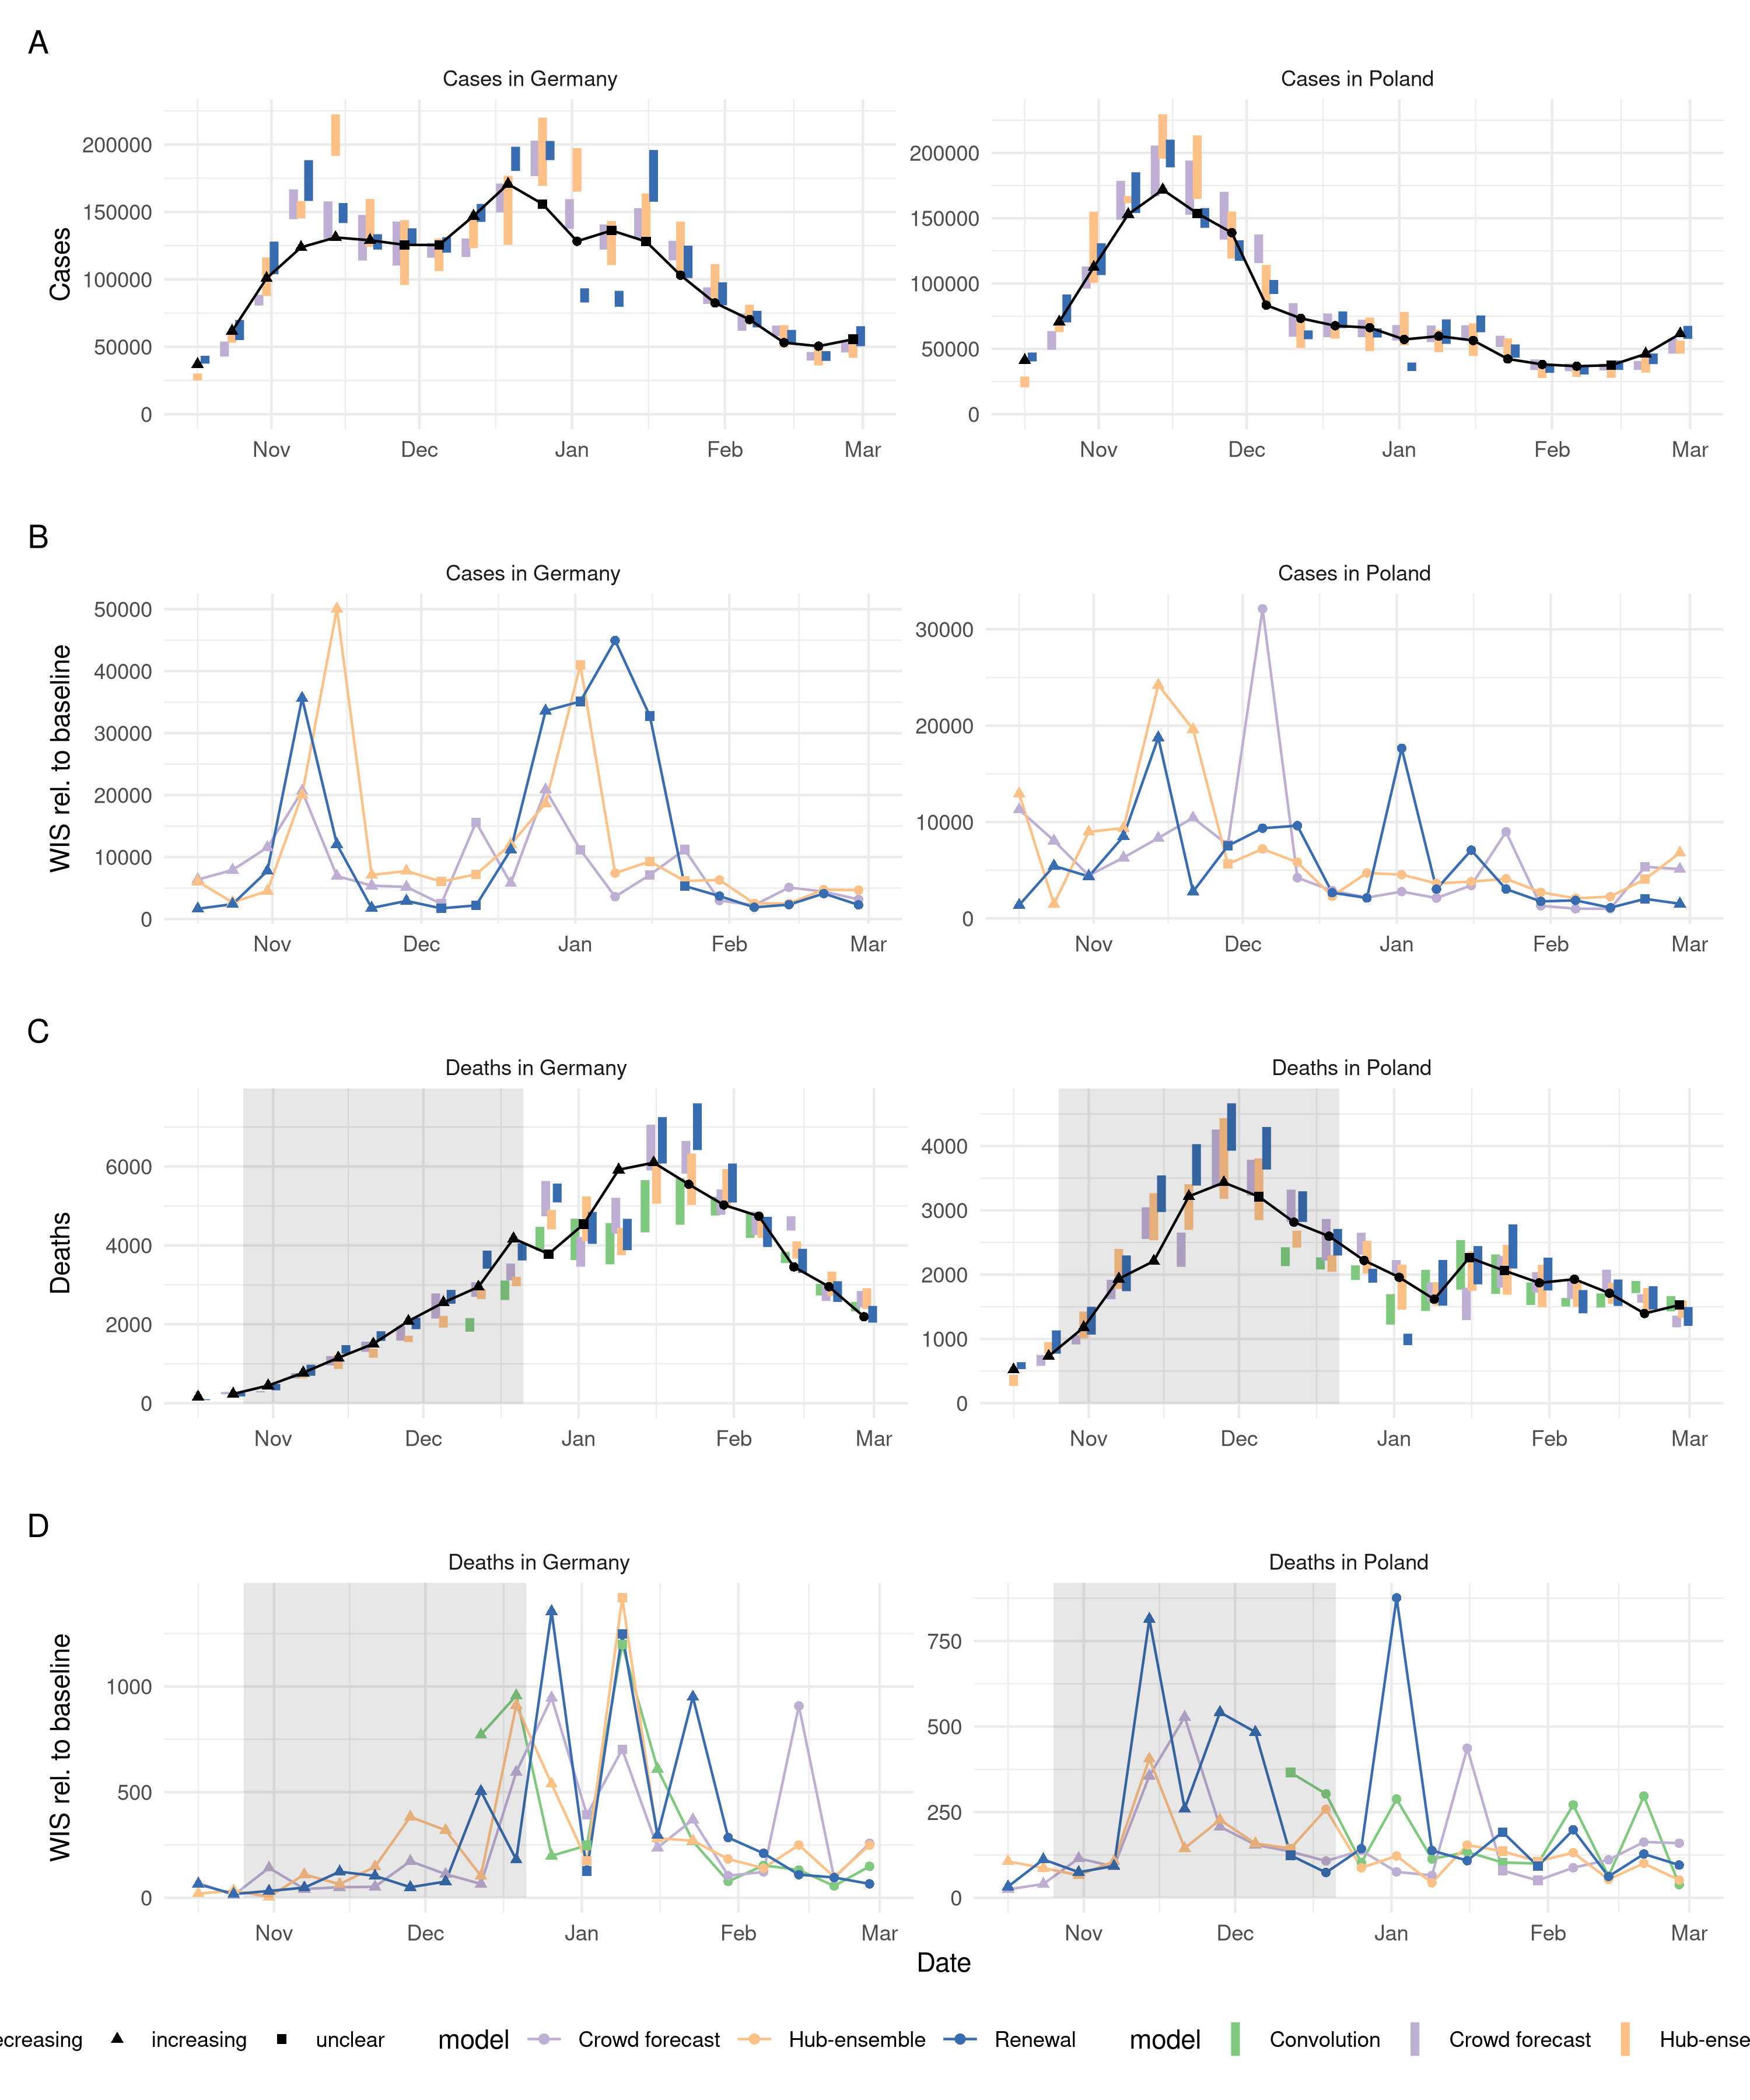 A
Cases in Germany
Cases in Poland
Cases
200000
150000
100000
50000
0
200000
150000
100000
50000
0
Nov Dec Jan Feb Mar
Nov Dec Jan Feb Mar
B
Cases in Germany
Cases in Poland
WIS rel. to baseline
50000
40000
30000
20000
10000
0
30000
20000
10000
0
Nov Dec Jan Feb Mar
Nov Dec Jan Feb Mar
C
Deaths in Germany
Deaths in Poland
Deaths
6000
4000
2000
0
4000
3000
2000
1000
0
Nov Dec Jan Feb Mar
Nov Dec Jan Feb Mar
D
Deaths in Germany
Deaths in Poland
WIS rel. to baseline
1000
500
0
750
500
250
0
Nov Dec Jan Feb Mar
Nov Dec Jan Feb Mar
Date
ecreasing increasing unclear model Crowd forecast Hub-ensemble Renewal model Convolution Crowd forecast Hub-ense